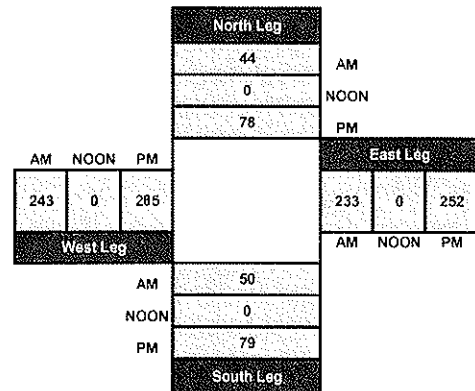 North Leg
44 AM
0 NOON
78 PM
AM NOON PM
East Leg
243 0 285
233 0 252
West Leg
AM NOON PM
AM 50
NOON 0
PM 79
South Leg